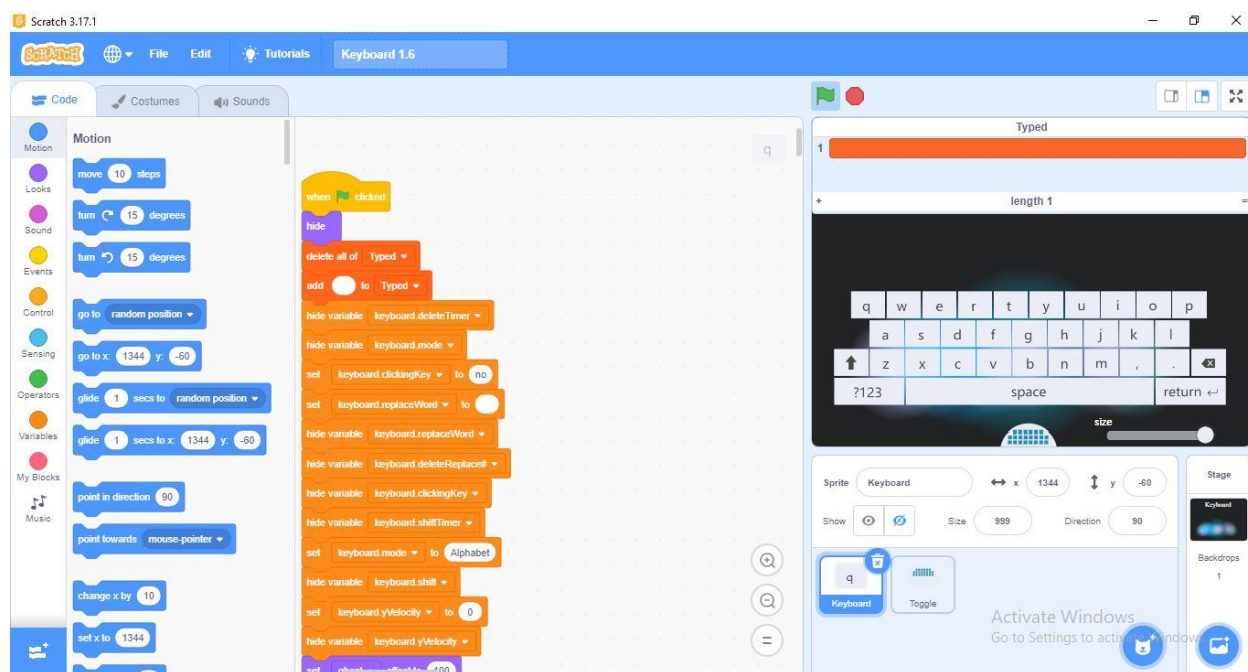 Scratch 3.17.1
SCRATCH File Edit Tutorials Keyboard 1.6
Code Costumes Sounds
Motion
Looks
Sound
Events
Control
Sensing
Operators
Variables
My Blocks
Music
Motion
move 10 steps
turn 15 degrees
turn 15 degrees
go to random position
go to x: 1344 y: -60
glide 1 secs to random position
glide 1 secs to x: 1344 y: -60
point in direction 90
point towards mouse-pointer
change x by 10
set x to 1344
q
when clicked
hide
delete all of Typed
add to Typed
hide variable keyboard.deleteTimer
hide variable keyboard.mode
set keyboard.clickingKey to no
set keyboard.replaceWord to
hide variable keyboard.replaceWord
hide variable keyboard.deleteReplace#
hide variable keyboard.clickingKey
hide variable keyboard.shiftTimer
set keyboard.mode to Alphabet
hide variable keyboard.shift
set keyboard.yVelocity to 0
hide variable keyboard.yVelocity
set ghost effect to 100
Typed
1
+ length 1 =
q w e r t y u i o p
a s d f g h j k l
z x c v b n m , .
?123 space return
size
Sprite Keyboard x 1344 y -60
Show Size 999 Direction 90
q
Keyboard Toggle
Stage
Keyboard
Backdrops
1
Activate Windows
Go to Settings to activate Windows